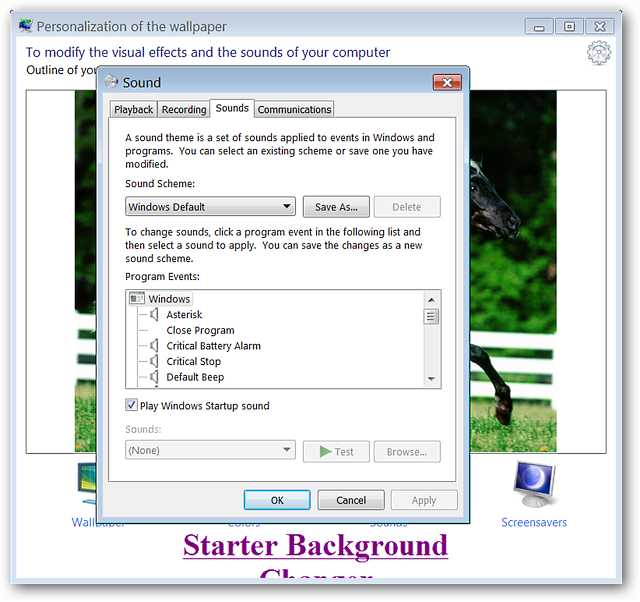 Personalization of the wallpaper
To modify the visual effects and the sounds of your computer
Outline of you
Sound
Playback Recording Sounds Communications
A sound theme is a set of sounds applied to events in Windows and
programs. You can select an existing scheme or save one you have
modified.
Sound Scheme:
Windows Default Save As... Delete
To change sounds, click a program event in the following list and
then select a sound to apply. You can save the changes as a new
sound scheme.
Program Events:
Windows
Asterisk
Close Program
Critical Battery Alarm
Critical Stop
Default Beep
Play Windows Startup sound
Sounds:
(None) Test Browse...
OK Cancel Apply
Wallpaper Colors Sounds Screensavers
Starter Background
Changer